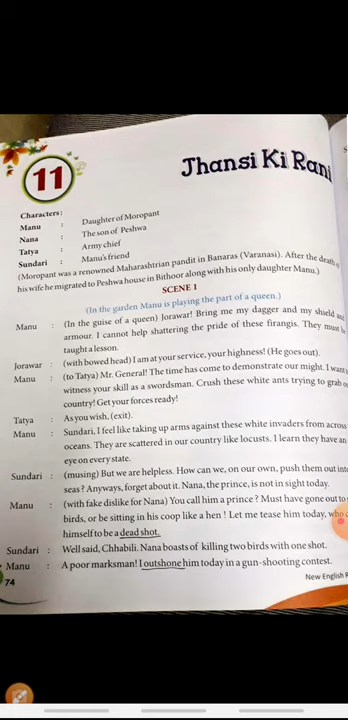 11
Jhansi Ki Rani
Characters:
Manu : Daughter of Moropant
Nana : The son of Peshwa
Tatya : Army chief
Sundari : Manu's friend
(Moropant was a renowned Maharashtrian pandit in Banaras (Varanasi). After the death of
his wife he migrated to Peshwa house in Bithoor along with his only daughter Manu.)
SCENE 1
(In the garden Manu is playing the part of a queen.)
Manu : (In the guise of a queen) Jorawar! Bring me my dagger and my shield and
armour. I cannot help shattering the pride of these firangis. They must be
taught a lesson.
Jorawar : (with bowed head) I am at your service, your highness! (He goes out).
Manu : (to Tatya) Mr. General! The time has come to demonstrate our might. I want
witness your skill as a swordsman. Crush these white ants trying to grab
country! Get your forces ready!
Tatya : As you wish, (exit).
Manu : Sundari, I feel like taking up arms against these white invaders from across
oceans. They are scattered in our country like locusts. I learn they have an
eye on every state.
Sundari : (musing) But we are helpless. How can we, on our own, push them out into
seas ? Anyways, forget about it. Nana, the prince, is not in sight today.
Manu : (with fake dislike for Nana) You call him a prince ? Must have gone out to
birds, or be sitting in his coop like a hen ! Let me tease him today, who
himself to be a dead shot.
Sundari : Well said, Chhabili. Nana boasts of killing two birds with one shot.
Manu : A poor marksman! I outshone him today in a gun-shooting contest.
74
New English R